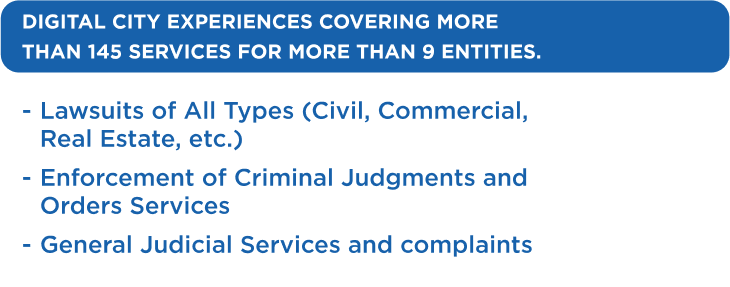 DIGITAL CITY EXPERIENCES COVERING MORE
THAN 145 SERVICES FOR MORE THAN 9 ENTITIES.
- Lawsuits of All Types (Civil, Commercial,
Real Estate, etc.)
- Enforcement of Criminal Judgments and
Orders Services
- General Judicial Services and complaints